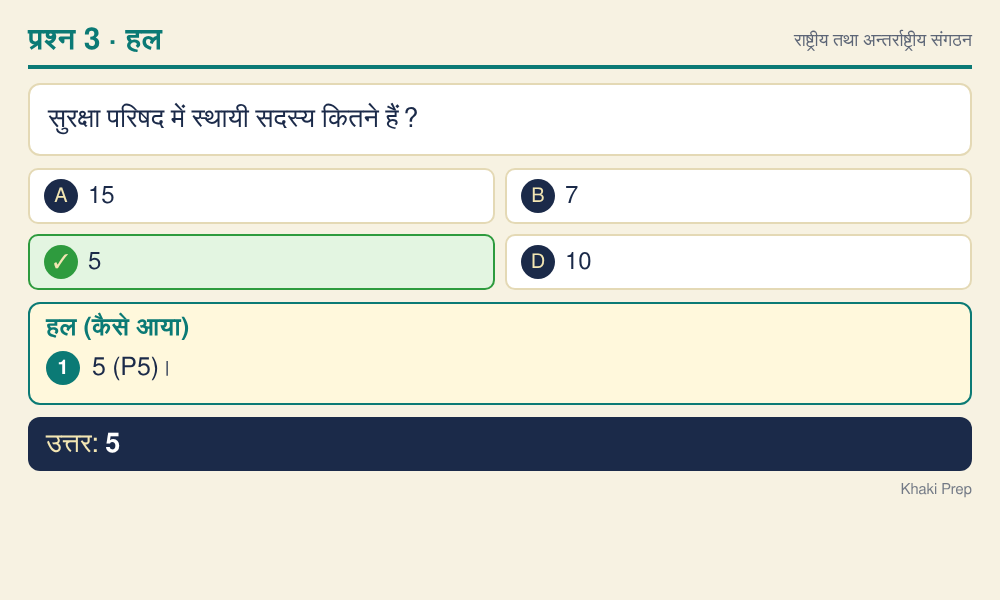 प्रश्न 3 · हल
राष्ट्रीय तथा अन्तर्राष्ट्रीय संगठन
सुरक्षा परिषद में स्थायी सदस्य कितने हैं ?
A 15
B 7
✓ 5
D 10
हल (कैसे आया)
1 5 (P5)।
उत्तर: 5
Khaki Prep